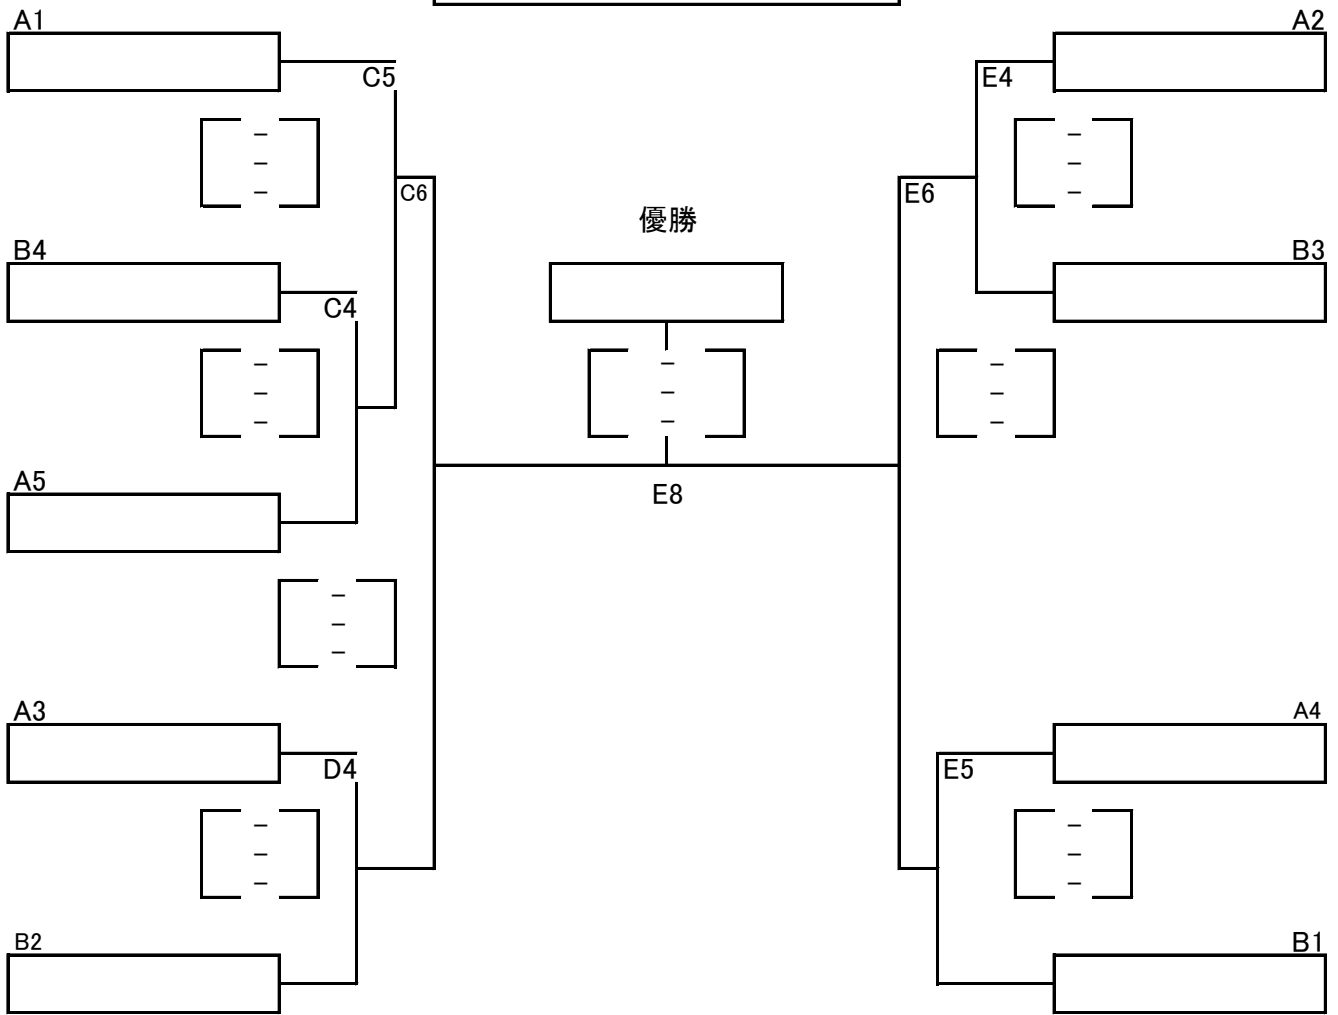 A1
A2
C5
E4
–
–
–
–
–
–
C6
E6
優勝
B4
B3
C4
–
–
–
–
–
–
–
–
–
A5
E8
–
–
–
A3
A4
D4
E5
–
–
–
–
–
–
B2
B1